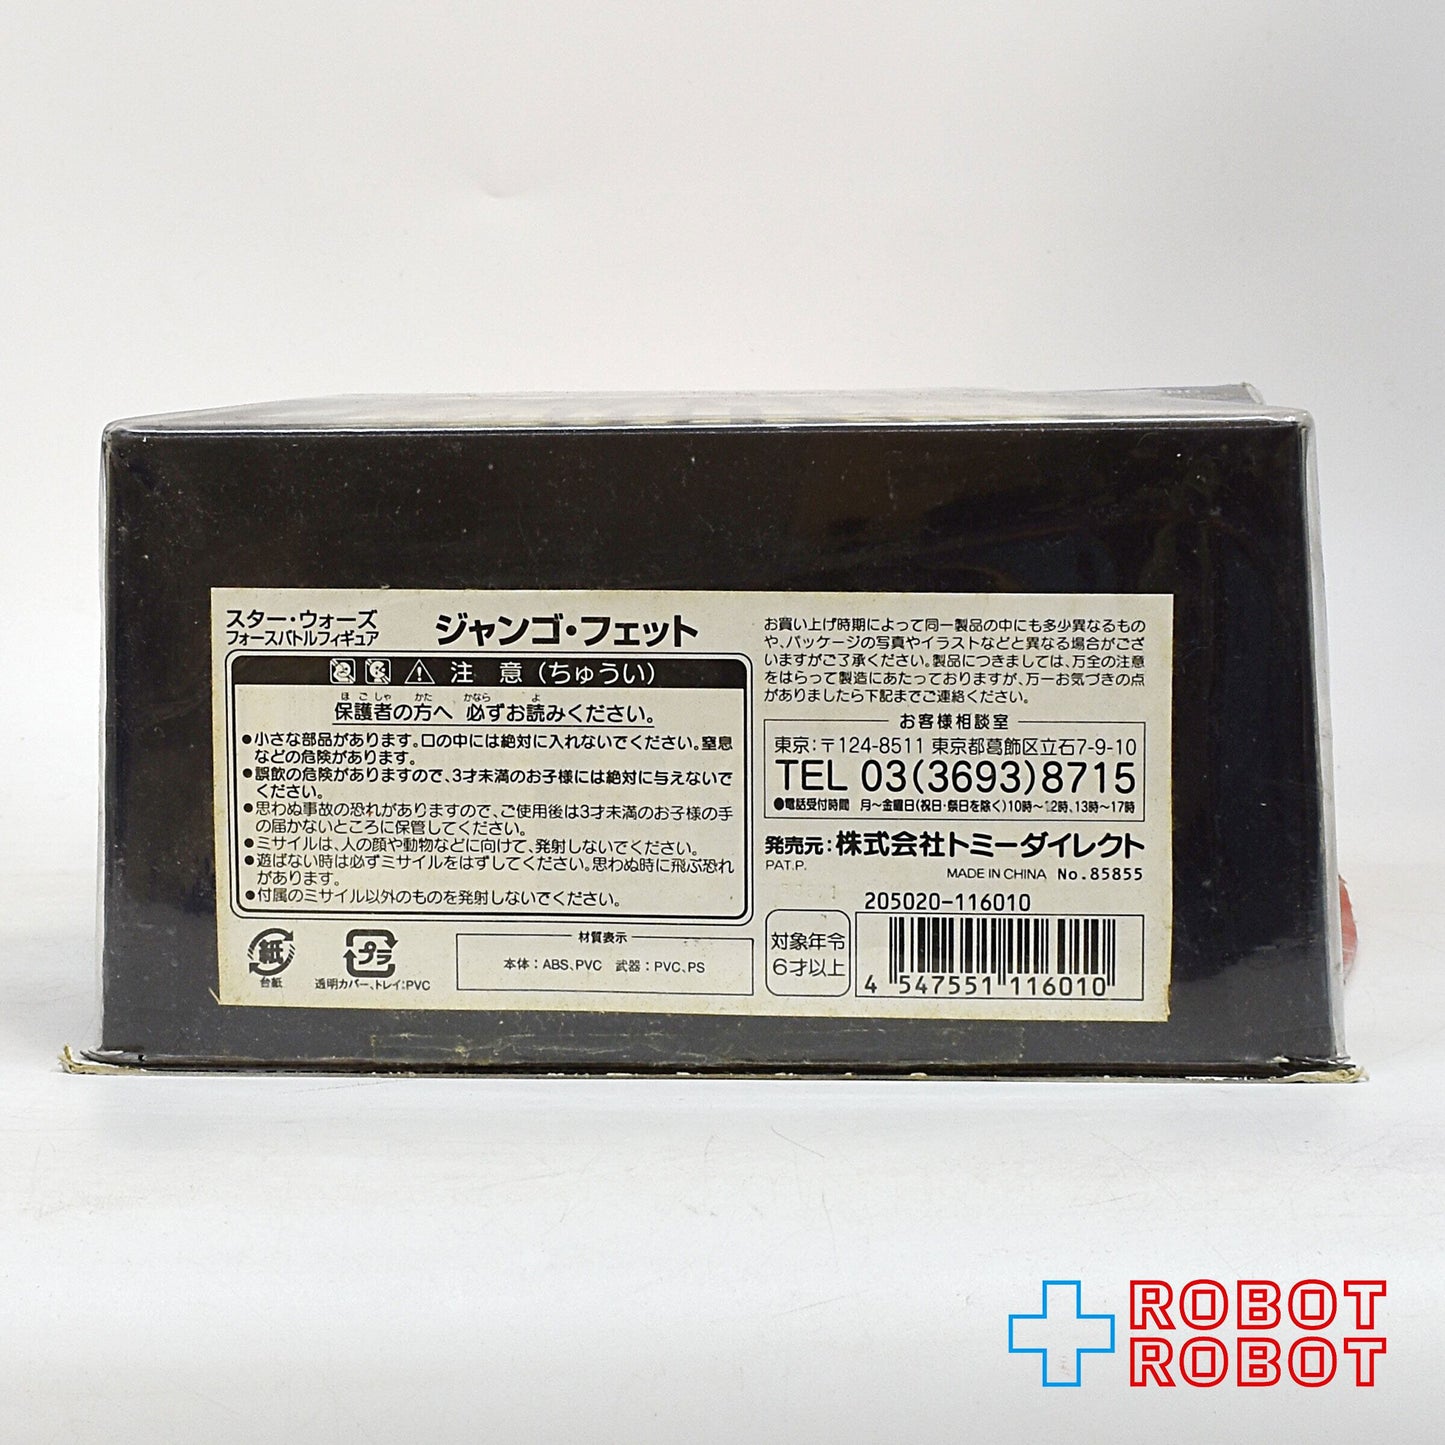 スター・ウォーズ
フォースバトルフィギュア
ジャンゴ・フェット
注 意(ちゅうい)
ほごしゃ かた かなら よ
保護者の方へ 必ずお読みください。
●小さな部品があります。口の中には絶対に入れないでください。窒息
などの危険があります。
●誤飲の危険がありますので、3才未満のお子様には絶対に与えないで
ください。
●思わぬ事故の恐れがありますので、ご使用後は3才未満のお子様の手
の届かないところに保管してください。
●ミサイルは、人の顔や動物などに向けて、発射しないでください。
●遊ばない時は必ずミサイルをはずしてください。思わぬ時に飛ぶ恐れ
があります。
●付属のミサイル以外のものを発射しないでください。
紙
台紙
プラ
透明カバー、トレイ:PVC
材質表示
本体:ABS、PVC 武器:PVC、PS
お買い上げ時期によって同一製品の中にも多少異なるもの
や、パッケージの写真やイラストなどと異なる場合がござ
いますがご了承ください。製品につきましては、万全の注意
をはらって製造にあたっておりますが、万一お気づきの点
がありましたら下記までご連絡ください。
お客様相談室
東京:〒124-8511 東京都葛飾区立石7-9-10
TEL 03(3693)8715
●電話受付時間 月〜金曜日(祝日・祭日を除く)10時〜12時、13時〜17時
発売元:株式会社トミーダイレクト
PAT.P. MADE IN CHINA No.85855
205020-116010
対象年令
6才以上
4 547551 116010
ROBOT
ROBOT